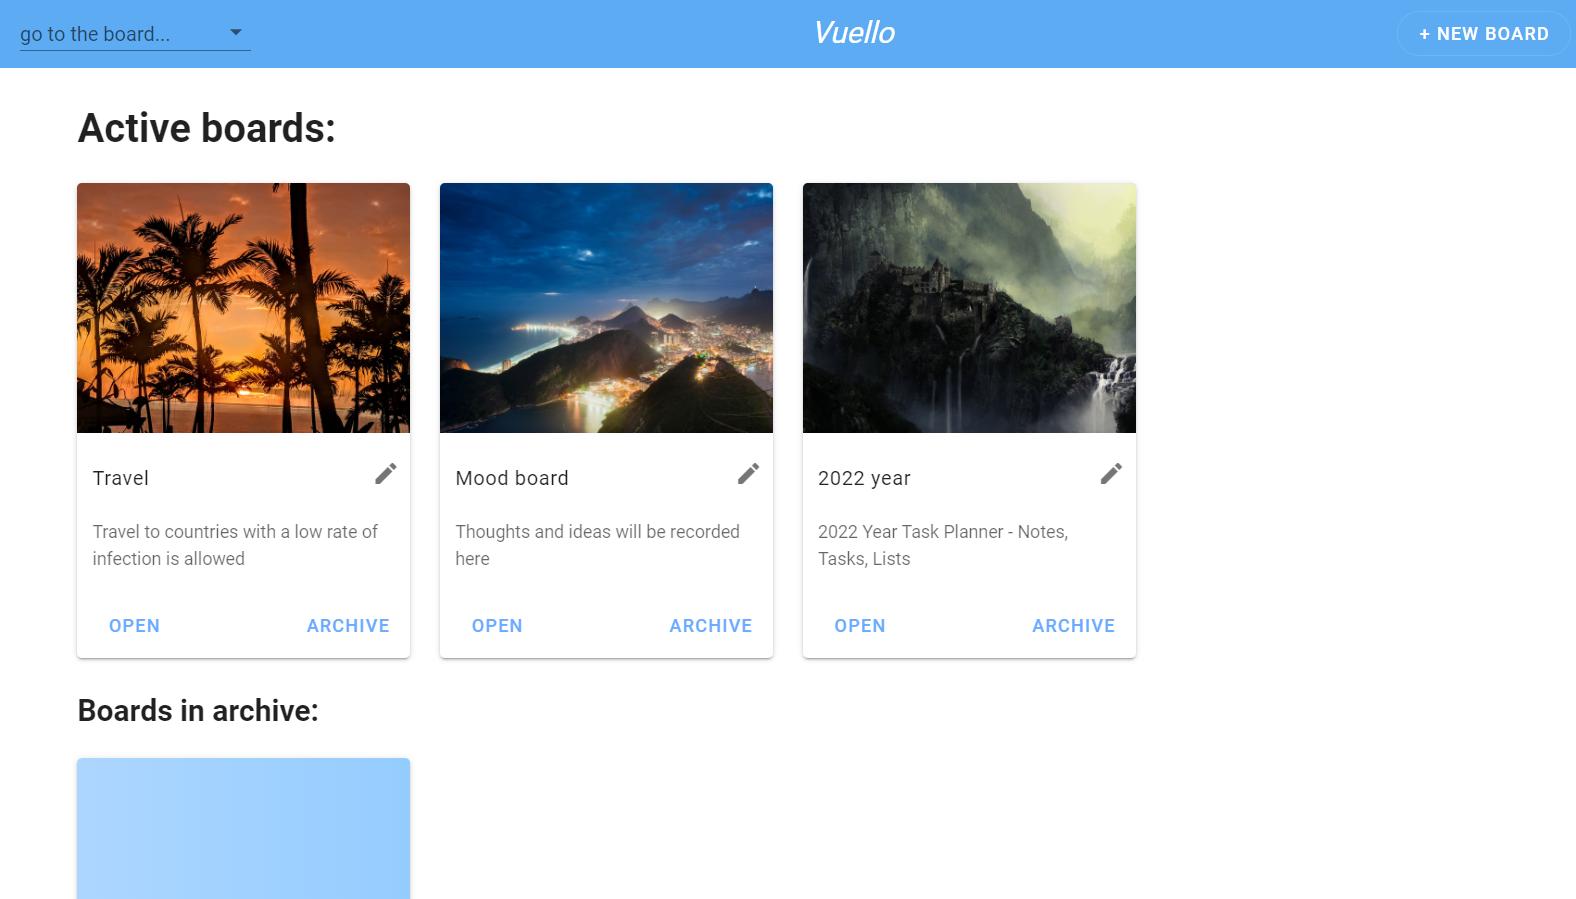 go to the board...
Vuello
+ NEW BOARD
Active boards:
Travel
Travel to countries with a low rate of
infection is allowed
OPEN
ARCHIVE
Mood board
Thoughts and ideas will be recorded
here
OPEN
ARCHIVE
2022 year
2022 Year Task Planner - Notes,
Tasks, Lists
OPEN
ARCHIVE
Boards in archive: